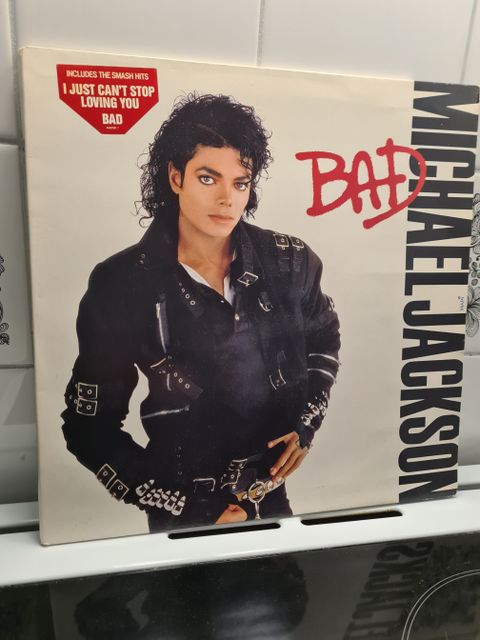 INCLUDES THE SMASH HITS
I JUST CAN'T STOP
LOVING YOU
BAD
BAD
MICHAEL JACKSON